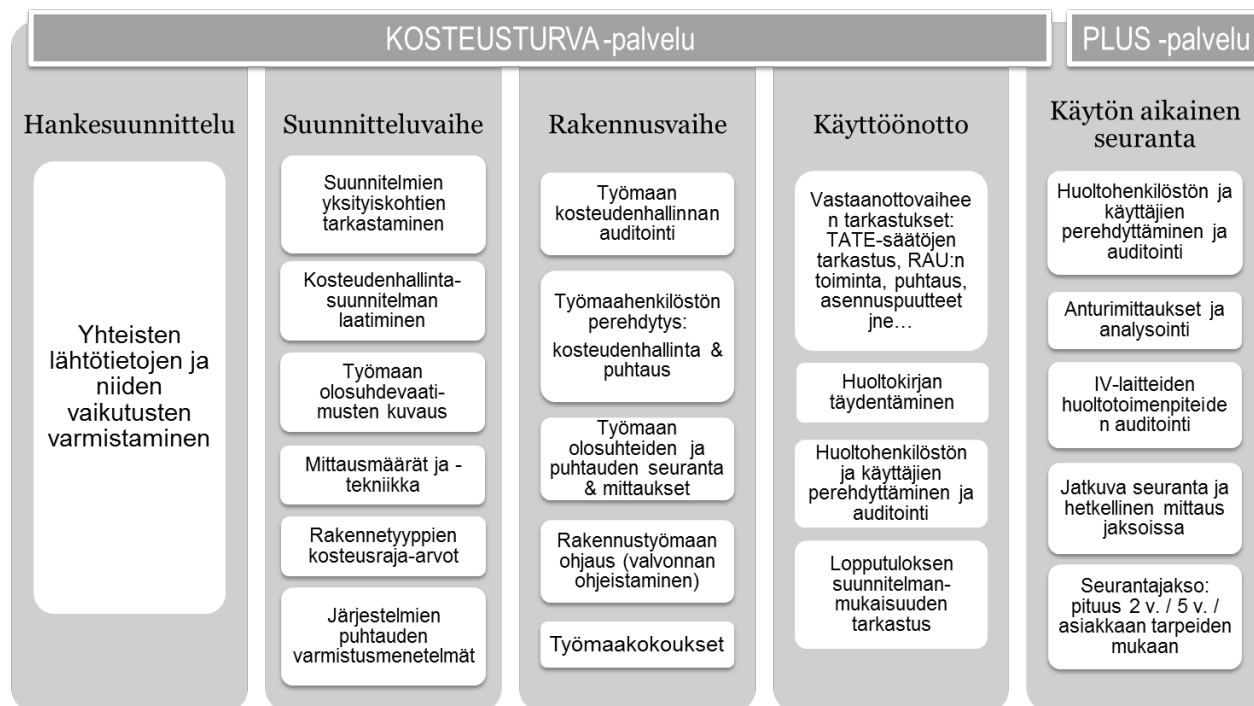 KOSTEUSTURVA -palvelu
PLUS -palvelu
Hankesuunnittelu
Yhteisten
lähtötietojen ja
niiden
vaikutusten
varmistaminen
Suunnitteluvaihe
Suunnitelmien
yksityiskohtien
tarkastaminen
Kosteudenhallinta-
suunnitelman
laatiminen
Työmaan
olosuhdevaati-
musten kuvaus
Mittausmäärät ja -
tekniikka
Rakennetyyppien
kosteusraja-arvot
Järjestelmien
puhtauden
varmistusmenetelmät
Rakennusvaihe
Työmaan
kosteudenhallinnan
auditointi
Työmaahenkilöstön
perehdytys:
kosteudenhallinta &
puhtaus
Työmaan
olosuhteiden ja
puhtauden seuranta
& mittaukset
Rakennustyömaan
ohjaus (valvonnan
ohjeistaminen)
Työmaakokoukset
Käyttöönotto
Vastaanottovaihee
n tarkastukset:
TATE-säätöjen
tarkastus, RAU:n
toiminta, puhtaus,
asennuspuutteet
jne…
Huoltokirjan
täydentäminen
Huoltohenkilöstön
ja käyttäjien
perehdyttäminen ja
auditointi
Lopputuloksen
suunnitelman-
mukaisuuden
tarkastus
Käytön aikainen
seuranta
Huoltohenkilöstön ja
käyttäjien
perehdyttäminen ja
auditointi
Anturimittaukset ja
analysointi
IV-laitteiden
huoltotoimenpiteide
n auditointi
Jatkuva seuranta ja
hetkellinen mittaus
jaksoissa
Seurantajakso:
pituus 2 v. / 5 v. /
asiakkaan tarpeiden
mukaan